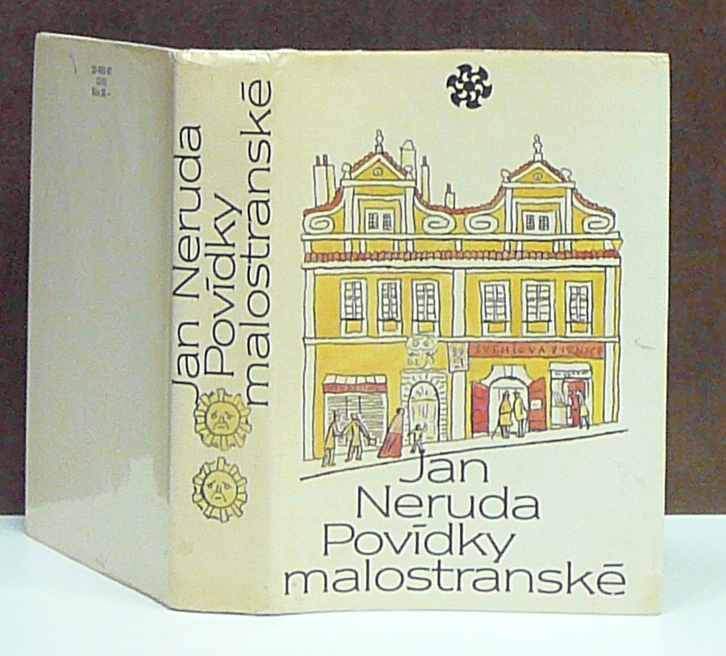 Jan Neruda
Povídky
malostranské
Jan
Neruda
Povídky
malostranské